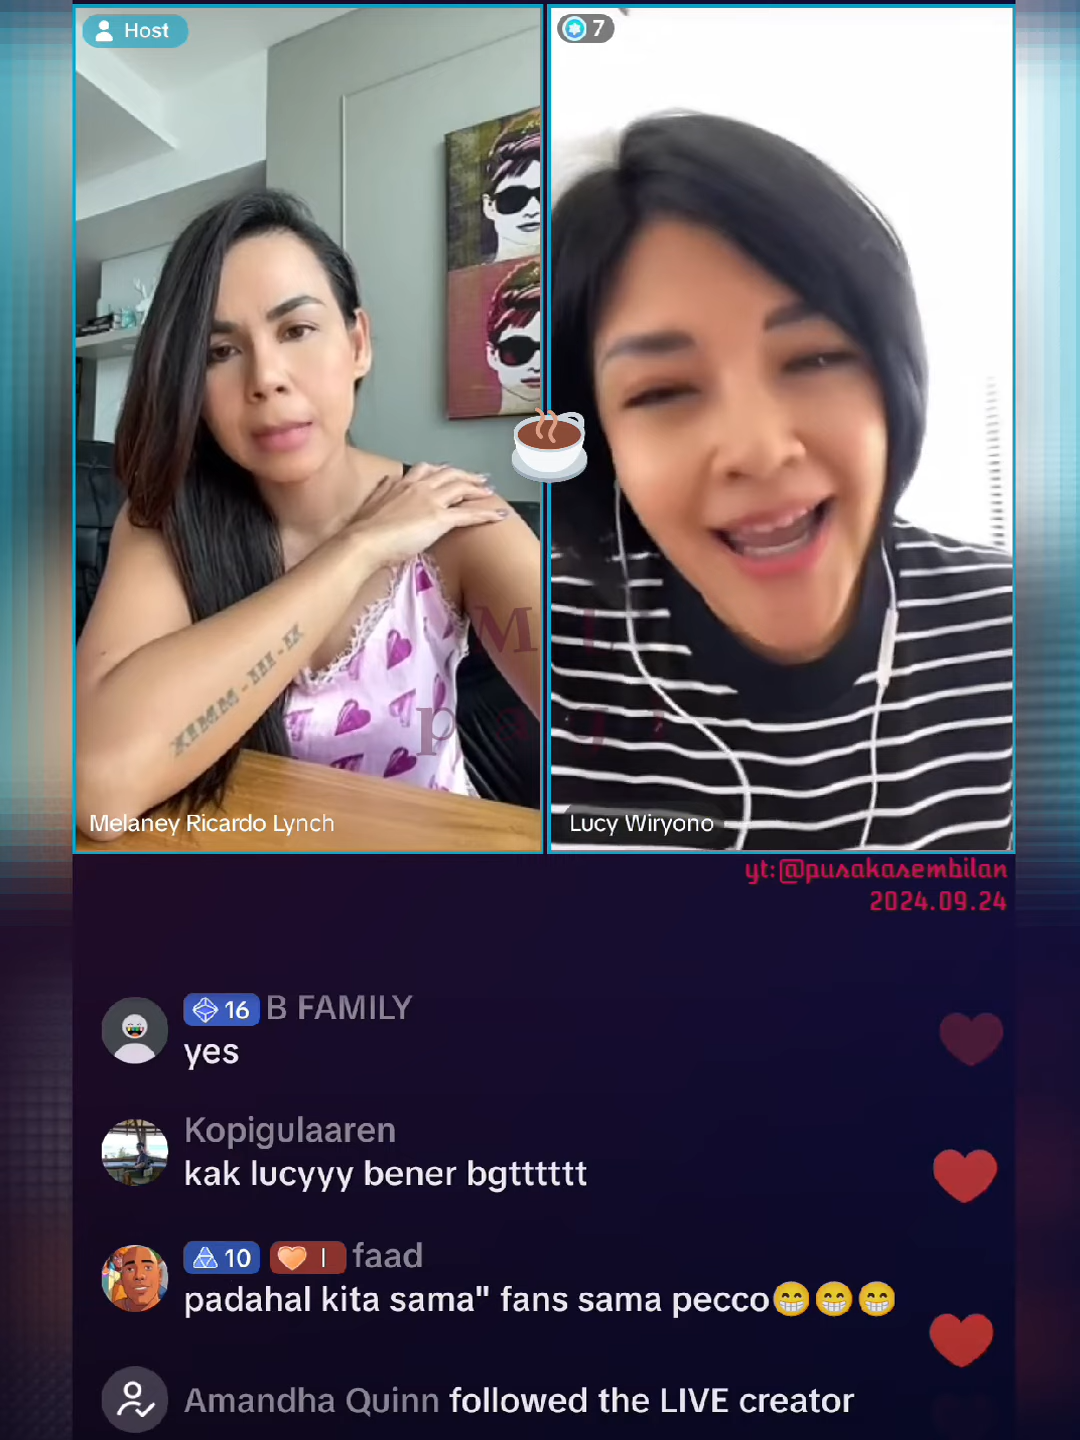 Host
7
Melaney Ricardo Lynch
Lucy Wiryono
yt:@pusakasembilan
2024.09.24
16 B FAMILY
yes
Kopigulaaren
kak lucyyy bener bgtttttt
10 I faad
padahal kita sama" fans sama pecco😁😁😁
Amandha Quinn followed the LIVE creator